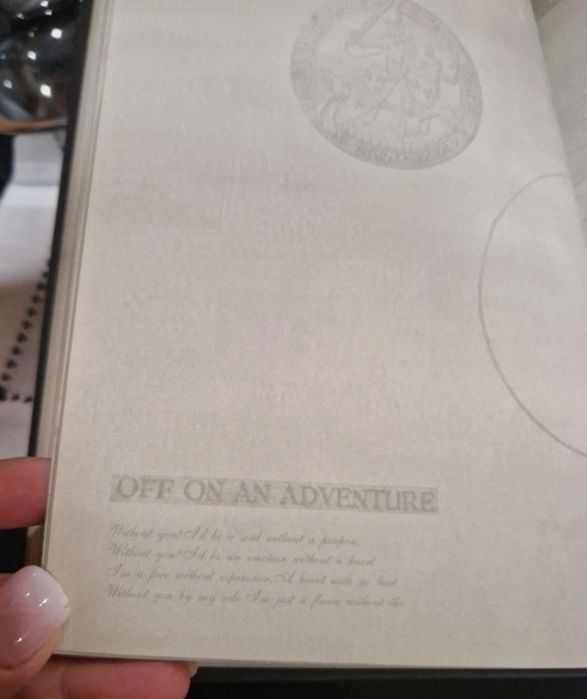 OFF ON AN ADVENTURE
Without you? I'd be a soul without a purpose
Without you? I'd be an emotion without a heart
I'm a face without expression, A heart with no beat
Without you by my side, I'm just a flame without the